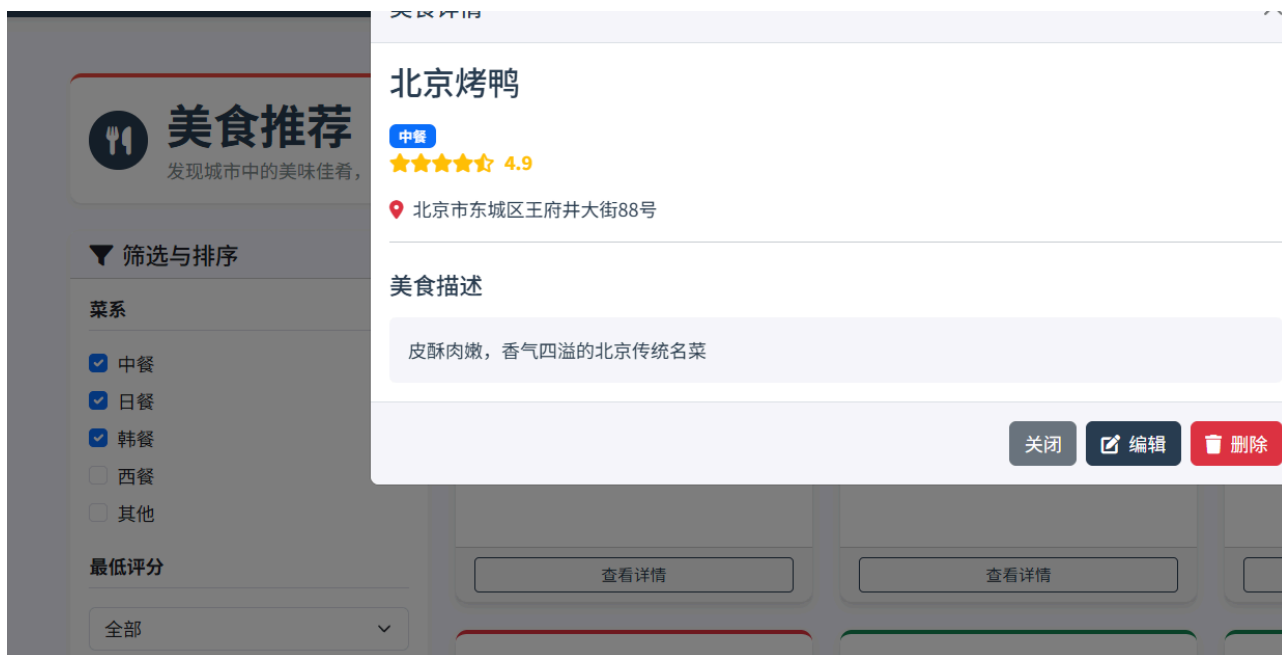 美食详情
北京烤鸭
中餐
4.9
北京市东城区王府井大街88号
美食描述
皮酥肉嫩，香气四溢的北京传统名菜
关闭
编辑
删除
美食推荐
发现城市中的美味佳肴，
筛选与排序
菜系
中餐
日餐
韩餐
西餐
其他
最低评分
全部
查看详情
查看详情